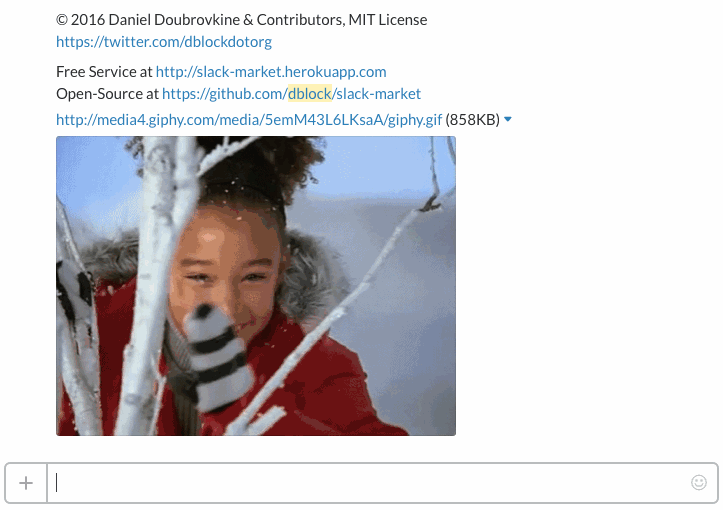 © 2016 Daniel Doubrovkine & Contributors, MIT License
https://twitter.com/dblockdotorg
Free Service at http://slack-market.herokuapp.com
Open-Source at https://github.com/dblock/slack-market
http://media4.giphy.com/media/5emM43L6LKsaA/giphy.gif (858KB)